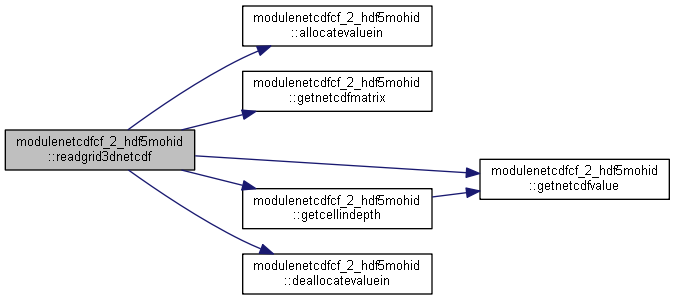 modulenetcdfcf_2_hdf5mohid
::readgrid3dnetcdf
modulenetcdfcf_2_hdf5mohid
::allocatevaluein
modulenetcdfcf_2_hdf5mohid
::getnetcdfmatrix
modulenetcdfcf_2_hdf5mohid
::getcellindepth
modulenetcdfcf_2_hdf5mohid
::deallocatevaluein
modulenetcdfcf_2_hdf5mohid
::getnetcdfvalue